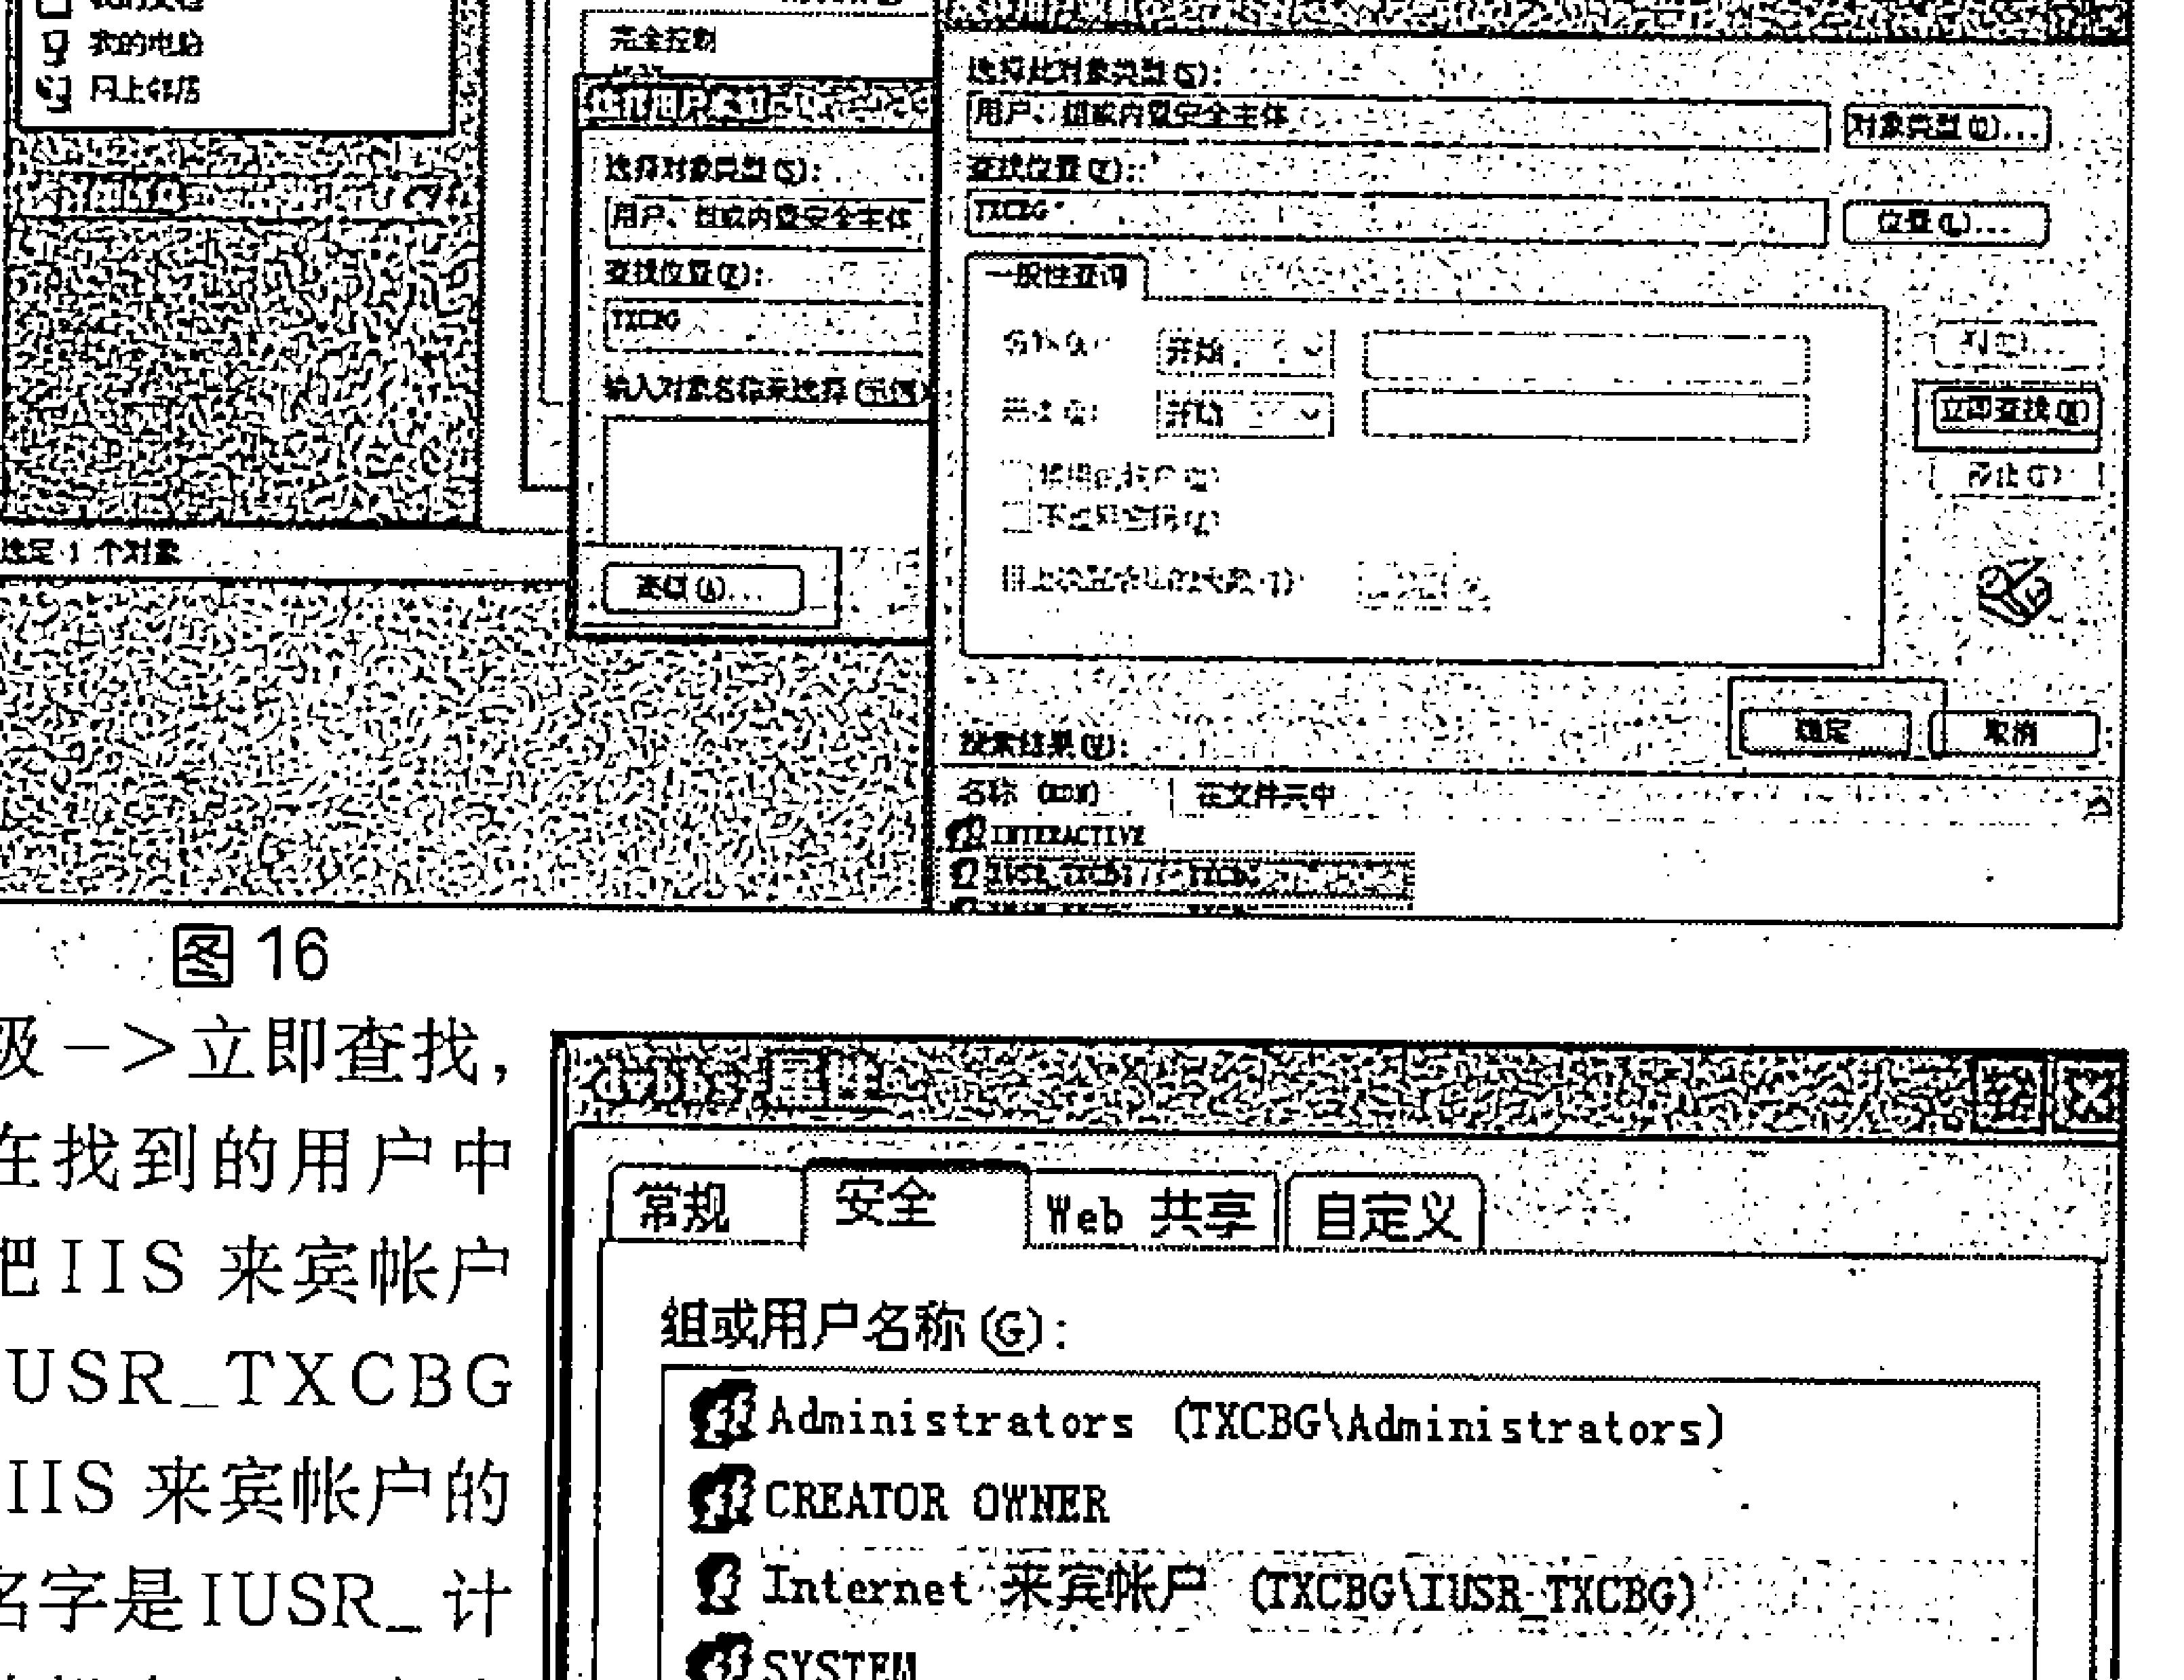 我的电脑
网上邻居
完全控制
选择此对象类型(S):
用户、组或内置安全主体
对象类型(O)...
查找位置(F):
TXCBG
位置(L)...
一般性查询
开始
开始
立即查找(N)
停止(T)
确定
取消
搜索结果(U):
名称 (RDN)
在文件夹中
INTERACTIVE
选择对象类型(S):
用户、组或内置安全主体
查找位置(F):
TXCBG
输入对象名称来选择(示例)
高级(A)...
选定 1 个对象
图 16
级 —>立即查找,
在找到的用户中
把IIS 来宾帐户
USR_TXCBG
IIS 来宾帐户的
名字是IUSR_ 计
dvbbs 属性
常规
安全
Web 共享
自定义
组或用户名称(G):
Administrators (TXCBG\Administrators)
CREATOR OWNER
Internet 来宾帐户 (TXCBG\IUSR_TXCBG)
SYSTEM